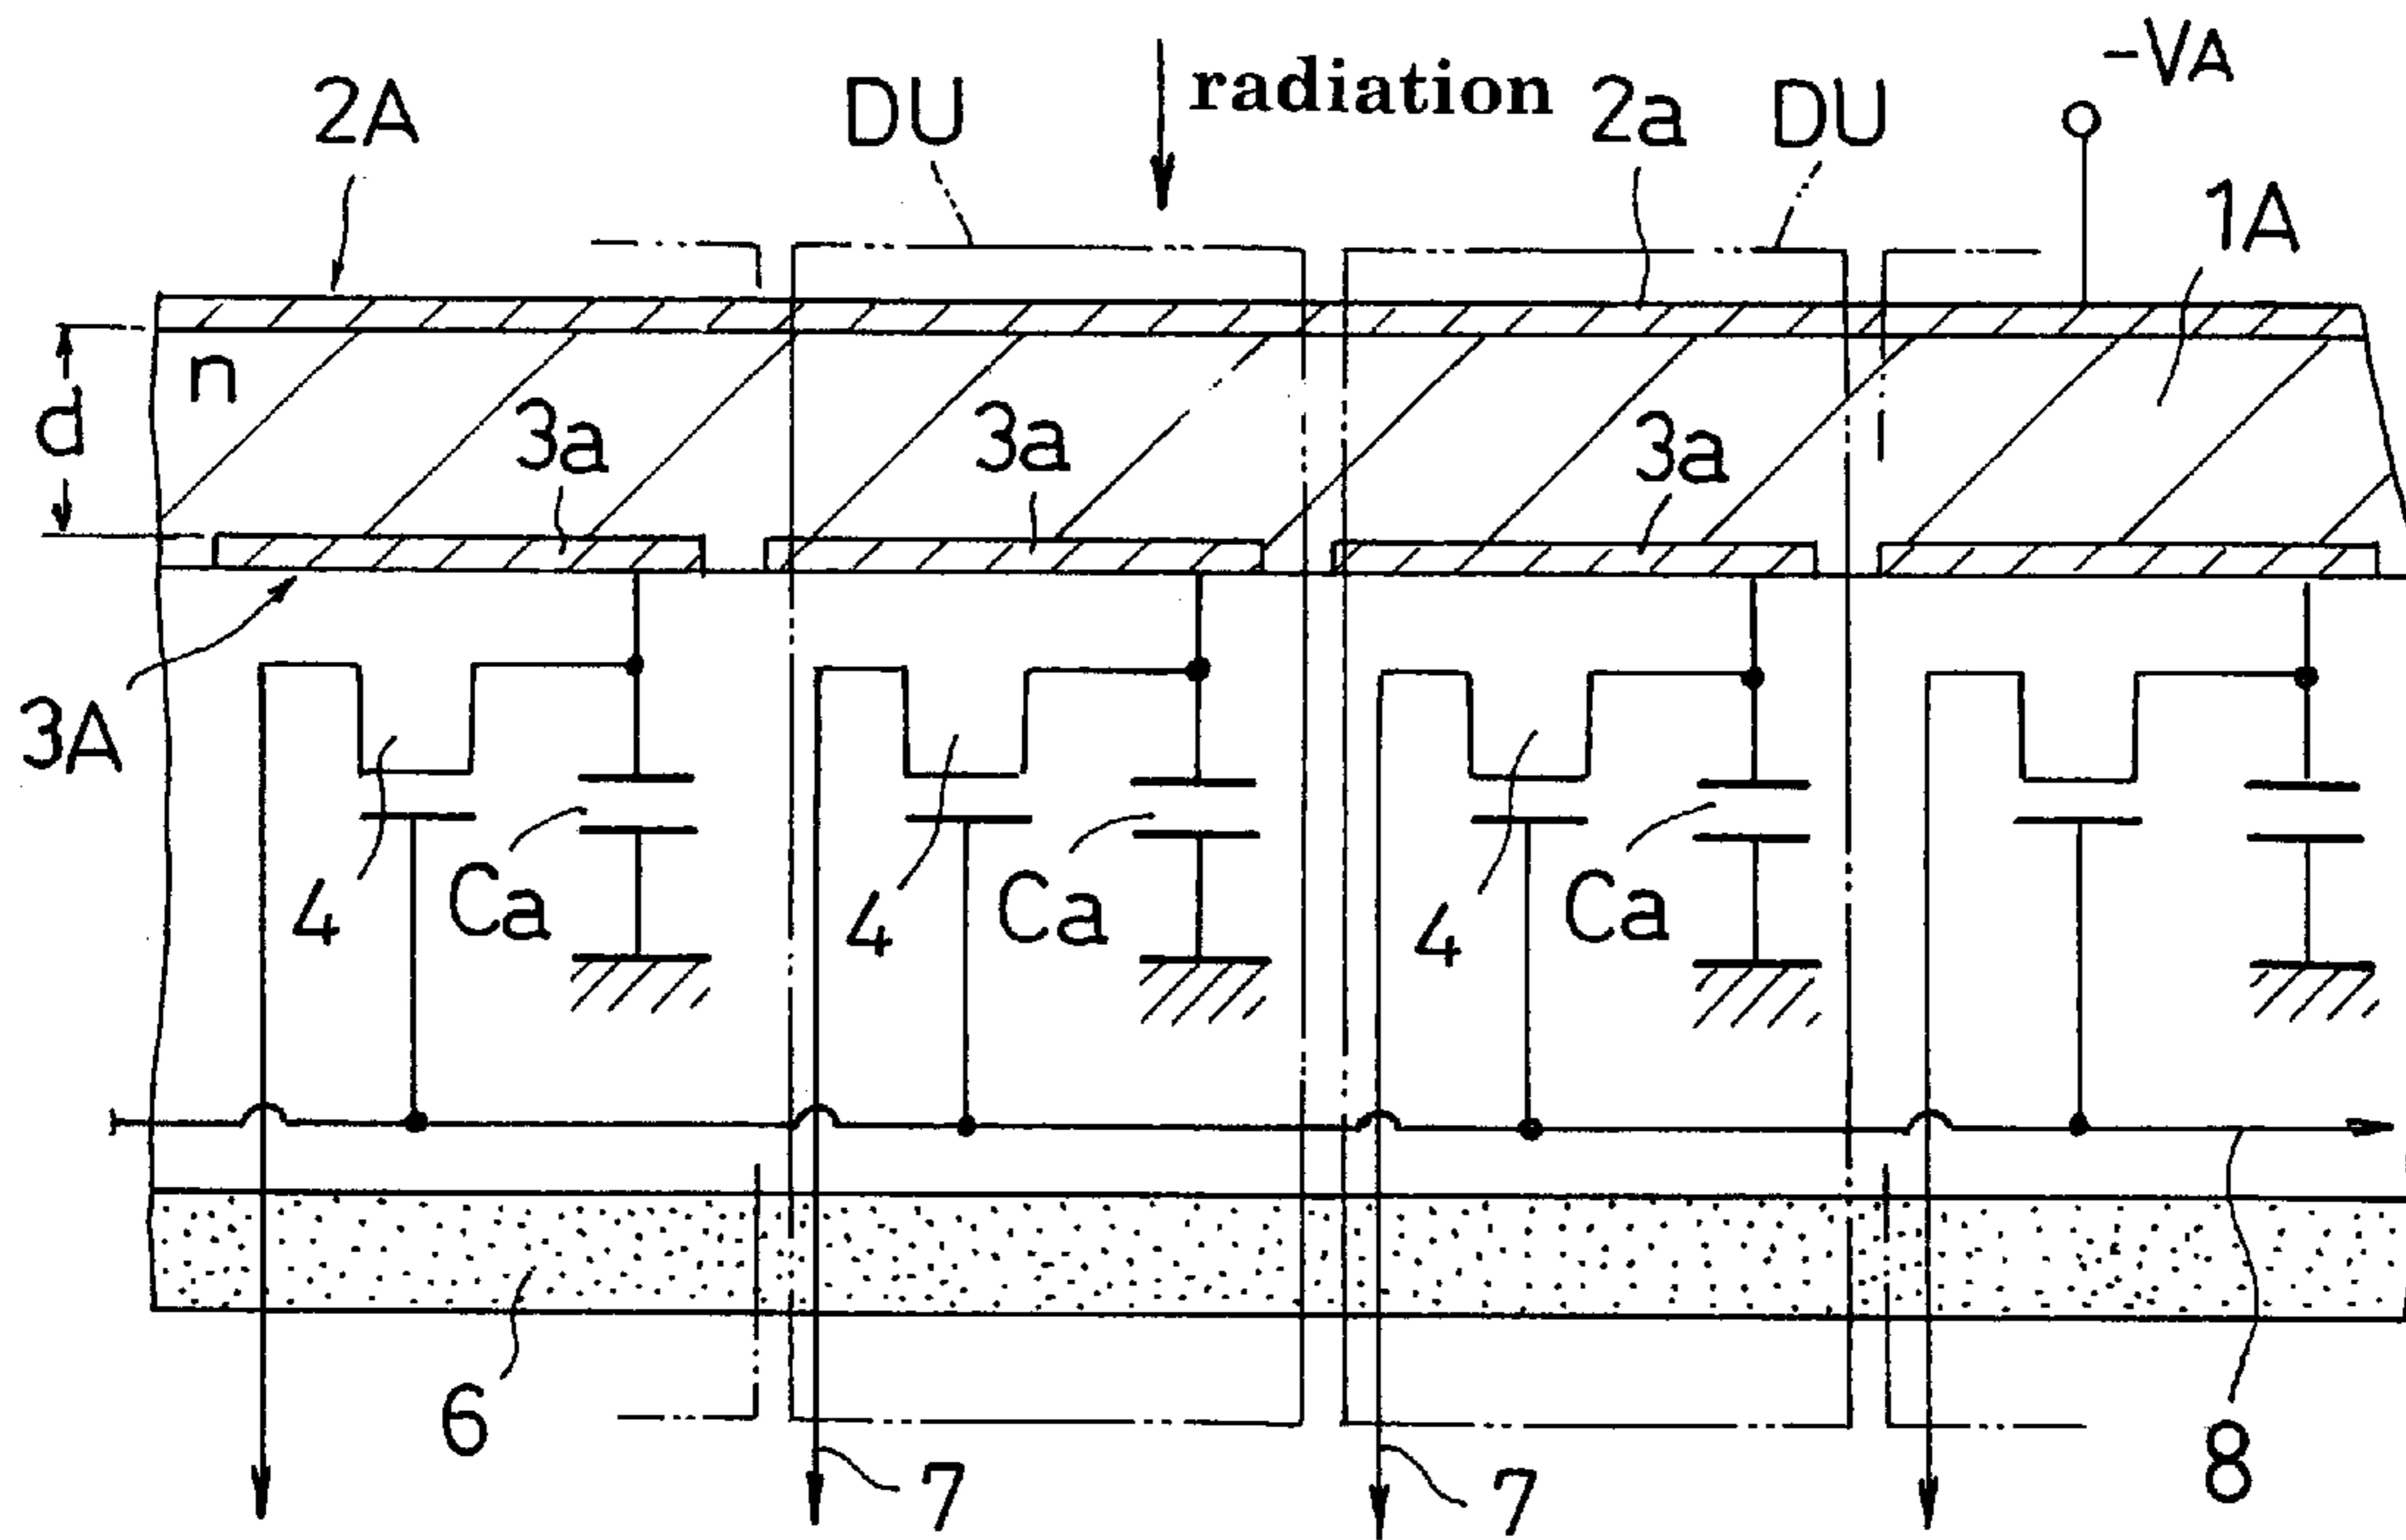 -VA
2A DU radiation 2a DU
1A
n
d
3a 3a 3a
3A
4 Ca 4 Ca 4 Ca
6
7 7 8